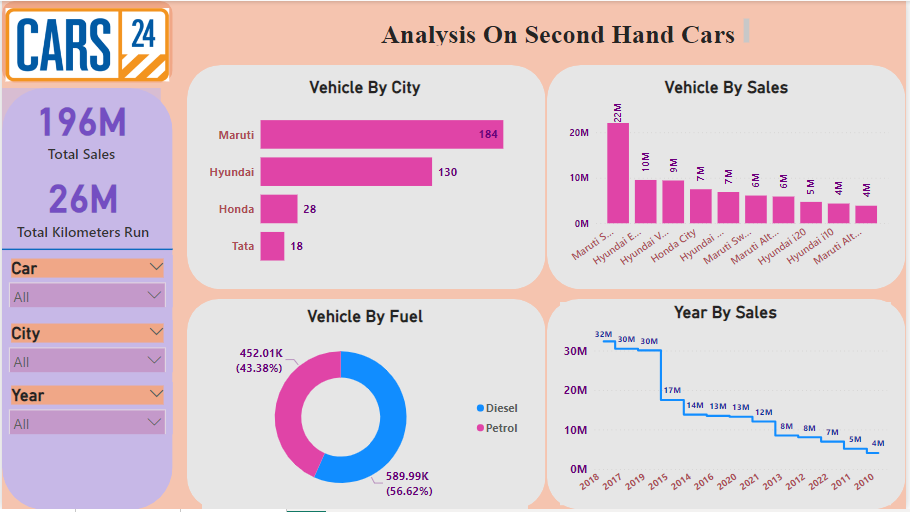 CARS 24
Analysis On Second Hand Cars
196M
Total Sales
26M
Total Kilometers Run
Car
All
City
All
Year
All
Vehicle By City
Maruti 184
Hyundai 130
Honda 28
Tata 18
Vehicle By Sales
20M
10M
0M
22M 10M 9M 7M 7M 6M 6M 5M 4M 4M
Maruti S... Hyundai E... Hyundai V... Honda City Hyundai ... Maruti Sw... Maruti Alt... Hyundai i20 Hyundai i10 Maruti Alt...
Vehicle By Fuel
452.01K
(43.38%)
Diesel
Petrol
589.99K
(56.62%)
Year By Sales
30M
20M
10M
0M
32M 30M 30M 17M 14M 13M 13M 12M 8M 8M 7M 5M 4M
2018 2017 2019 2015 2014 2016 2020 2021 2013 2012 2022 2011 2010